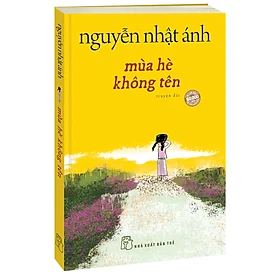 nguyễn nhật ánh
mùa hè
không tên
truyện dài
NHÀ XUẤT BẢN TRẺ
nguyễn nhật ánh
mùa hè không tên